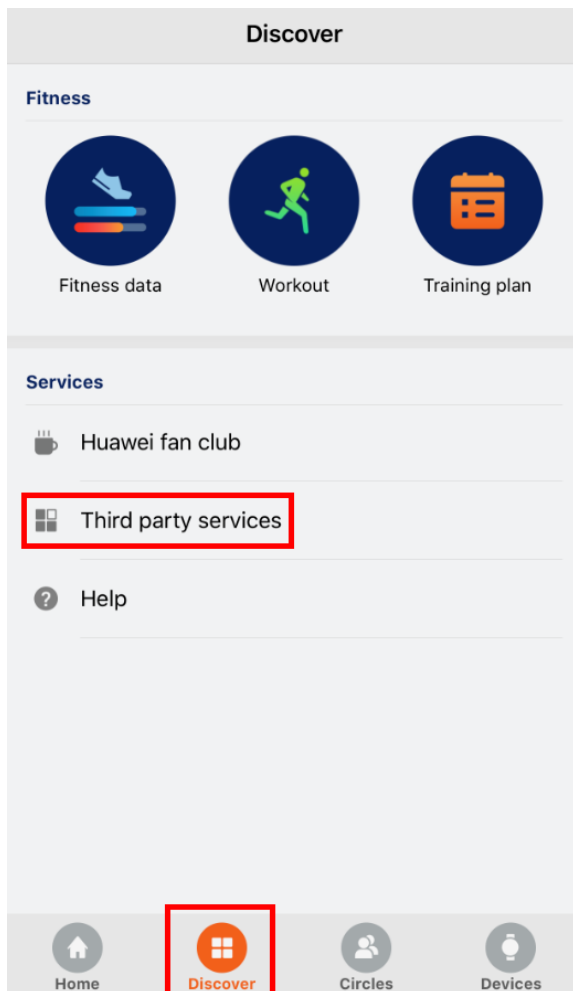 Discover
Fitness
Fitness data
Workout
Training plan
Services
Huawei fan club
Third party services
Help
Home
Discover
Circles
Devices